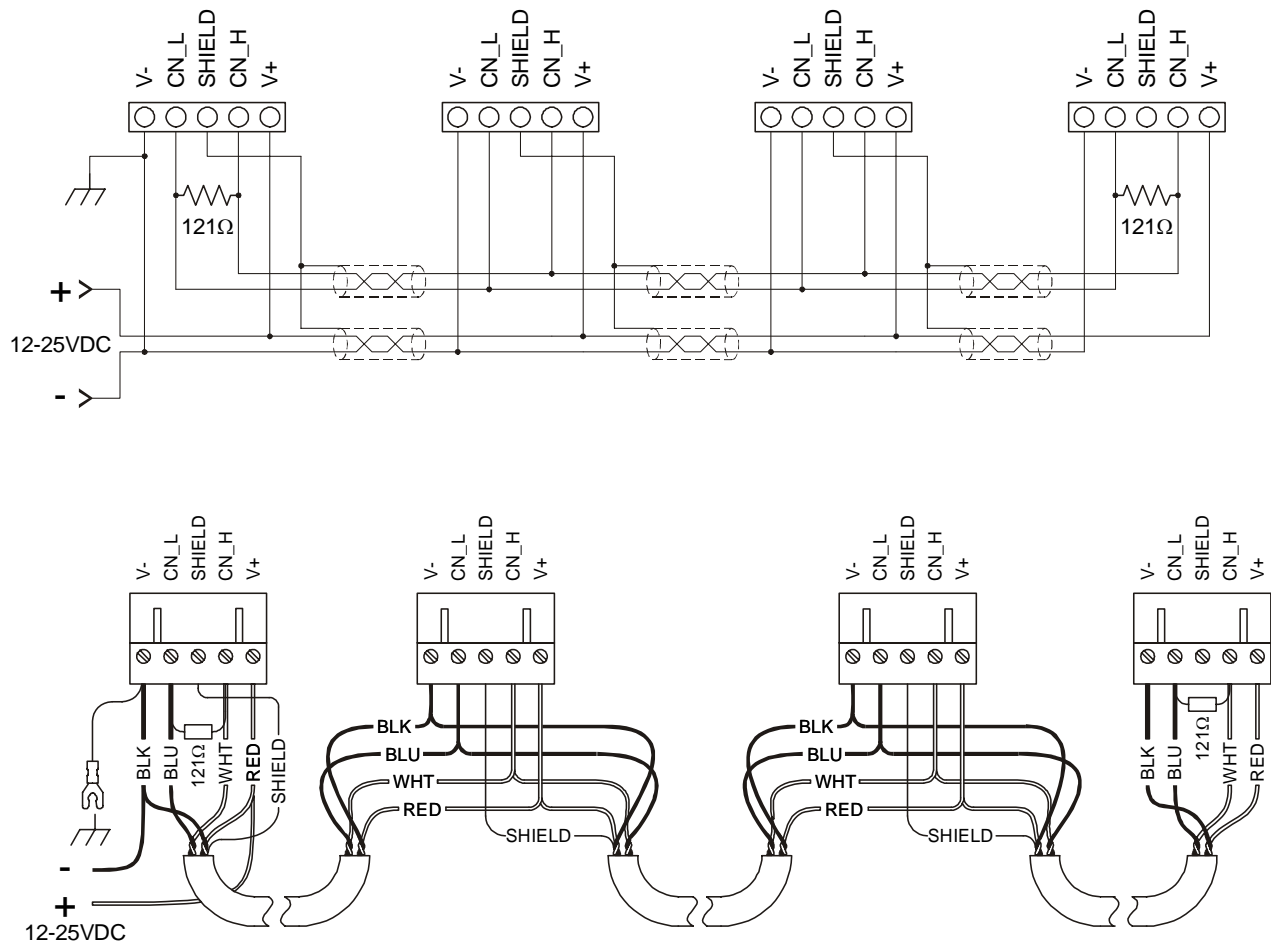 V- CN_L SHIELD CN_H V+
V- CN_L SHIELD CN_H V+
V- CN_L SHIELD CN_H V+
V- CN_L SHIELD CN_H V+
121Ω
121Ω
+
12-25VDC
-
V- CN_L SHIELD CN_H V+
V- CN_L SHIELD CN_H V+
V- CN_L SHIELD CN_H V+
V- CN_L SHIELD CN_H V+
BLK BLU 121Ω WHT RED SHIELD
BLK
BLU
WHT
RED
SHIELD
BLK
BLU
WHT
RED
SHIELD
BLK BLU 121Ω WHT RED
-
+
12-25VDC